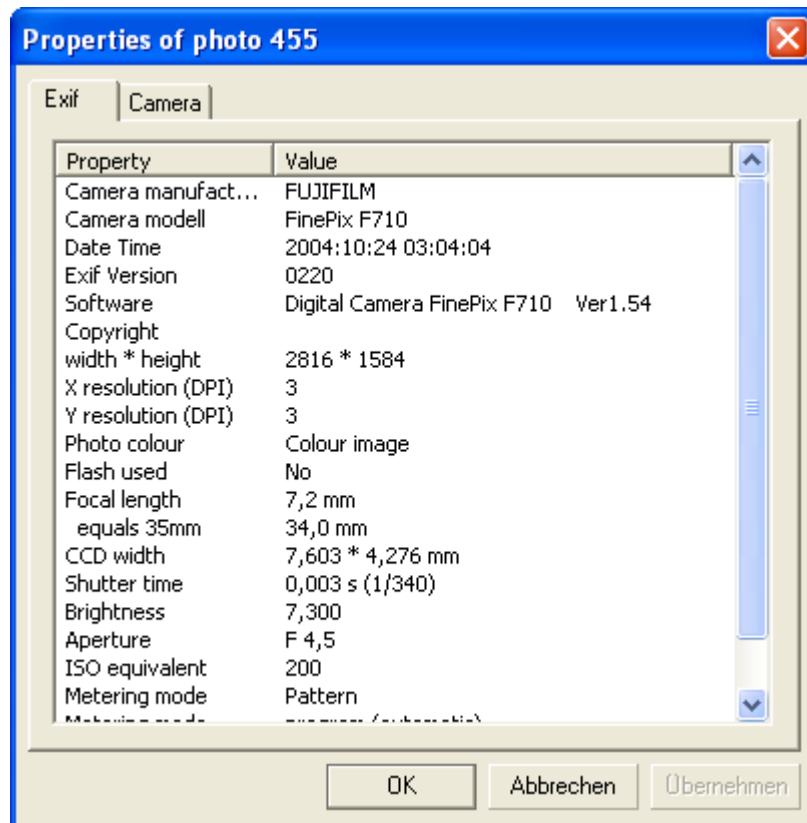 Properties of photo 455
Exif Camera
Property Value
Camera manufact... FUJIFILM
Camera modell FinePix F710
Date Time 2004:10:24 03:04:04
Exif Version 0220
Software Digital Camera FinePix F710 Ver1.54
Copyright
width * height 2816 * 1584
X resolution (DPI) 3
Y resolution (DPI) 3
Photo colour Colour image
Flash used No
Focal length 7,2 mm
equals 35mm 34,0 mm
CCD width 7,603 * 4,276 mm
Shutter time 0,003 s (1/340)
Brightness 7,300
Aperture F 4,5
ISO equivalent 200
Metering mode Pattern
Metering mode program (automatic)
OK Abbrechen Übernehmen